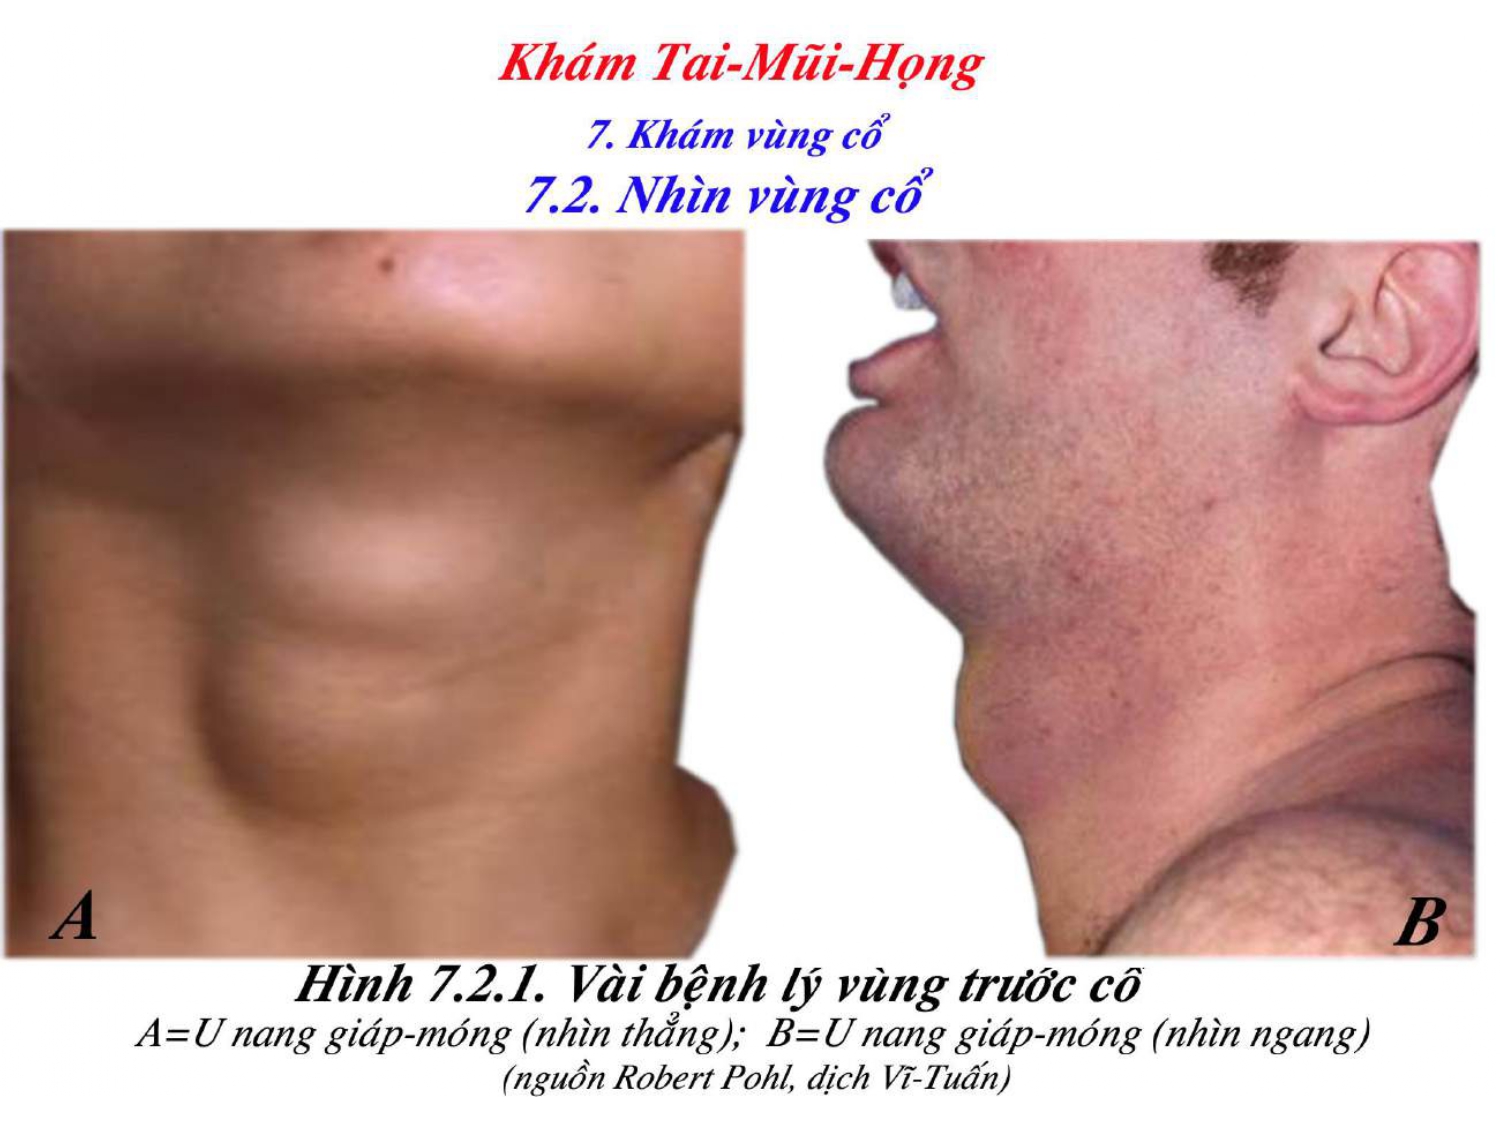 Khám Tai-Mũi-Họng
7. Khám vùng cổ
7.2. Nhìn vùng cổ
A
B
Hình 7.2.1. Vài bệnh lý vùng trước cổ
A=U nang giáp-móng (nhìn thẳng); B=U nang giáp-móng (nhìn ngang)
(nguồn Robert Pohl, dịch Vĩ-Tuấn)